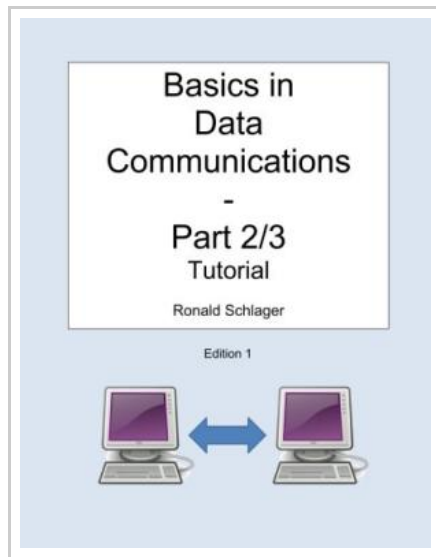 Basics in
Data
Communications
-
Part 2/3
Tutorial
Ronald Schlager
Edition 1